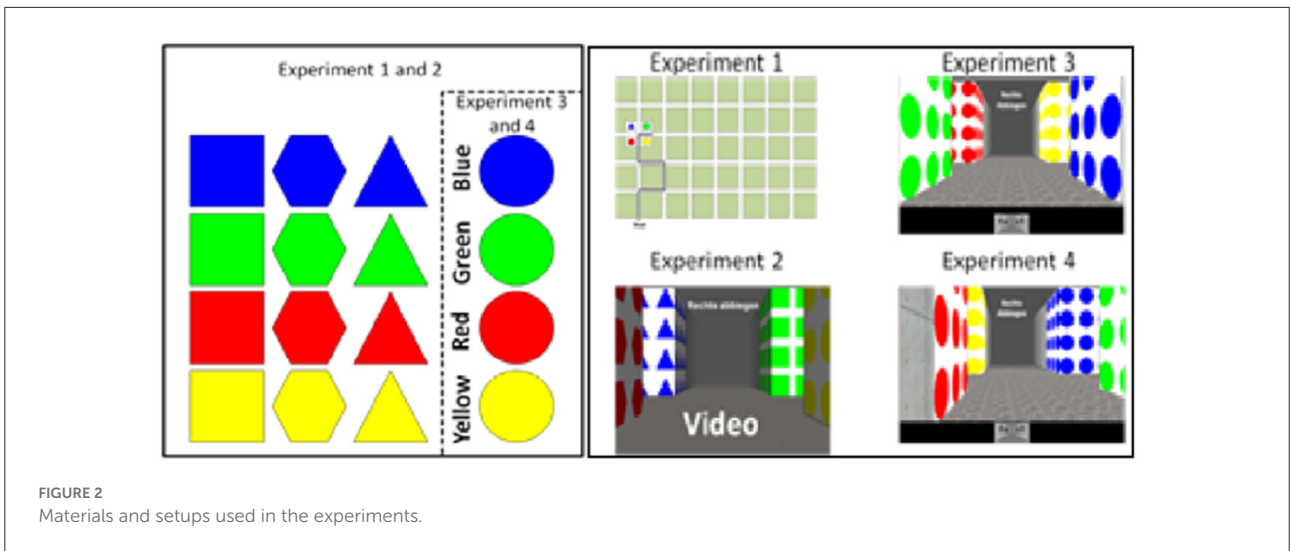 Experiment 1 and 2
Experiment 3
and 4
Blue
Green
Red
Yellow
Experiment 1
Experiment 3
Rechts
Abbiegen
Experiment 2
Rechts abbiegen
Video
Experiment 4
Rechts
Abbiegen
FIGURE 2
Materials and setups used in the experiments.